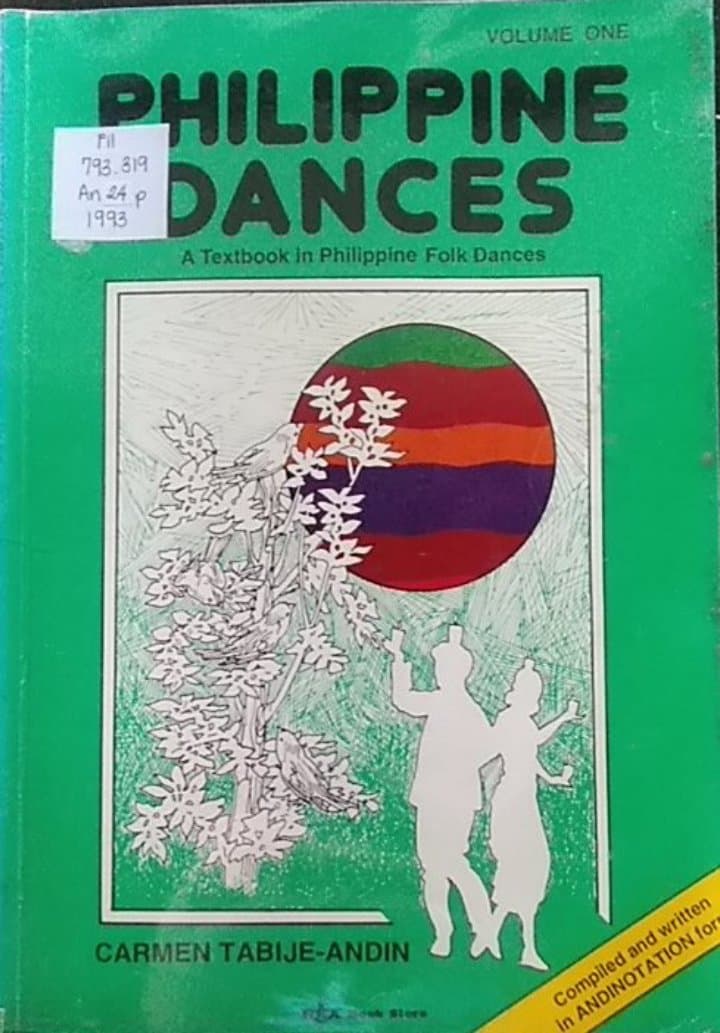 VOLUME ONE
PHILIPPINE
DANCES
Fil
793.319
An 24 p
1993
A Textbook in Philippine Folk Dances
CARMEN TABIJE-ANDIN
Compiled and written
in ANDINOTATION for
Book Store